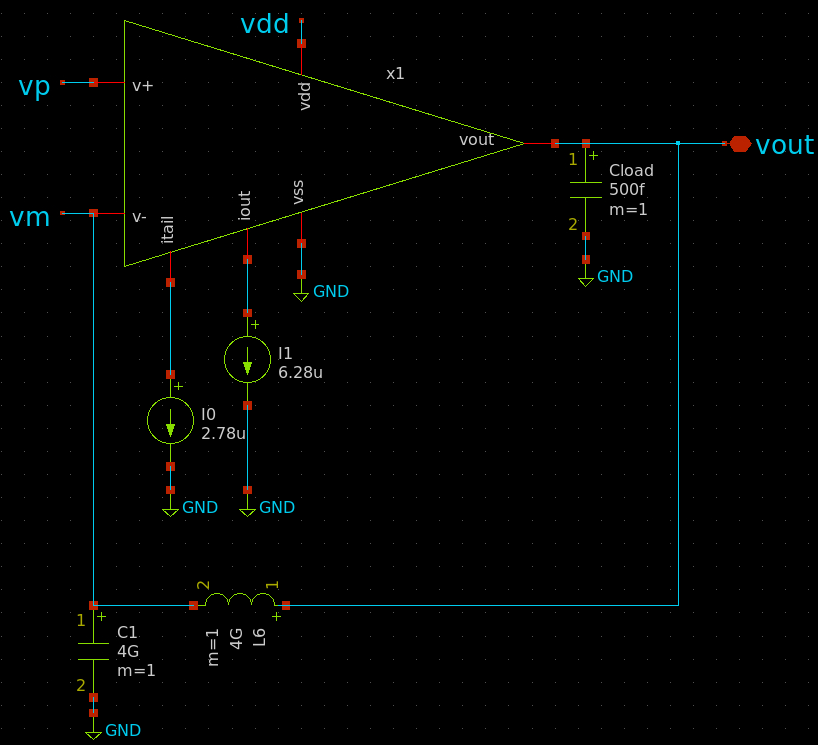 vdd
x1
vp
v+
vdd
vout
vout
1
+
Cload
500f
m=1
2
GND
vm
v-
itail
iout
vss
GND
+
I1
6.28u
+
I0
2.78u
GND
GND
2
1
+
m=1
4G
L6
1
+
C1
4G
m=1
2
GND